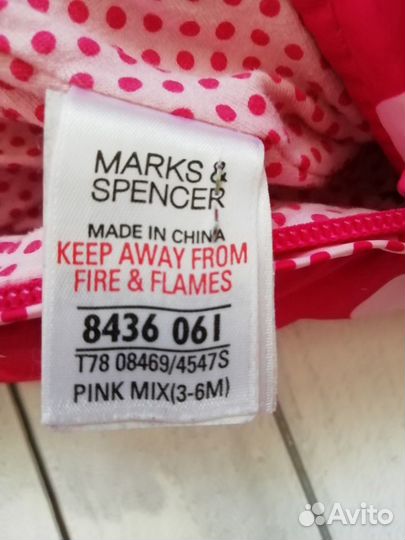 MARKS &
SPENCER
MADE IN CHINA
KEEP AWAY FROM
FIRE & FLAMES
8436 061
T78 08469/4547S
PINK MIX(3-6M)
Avito